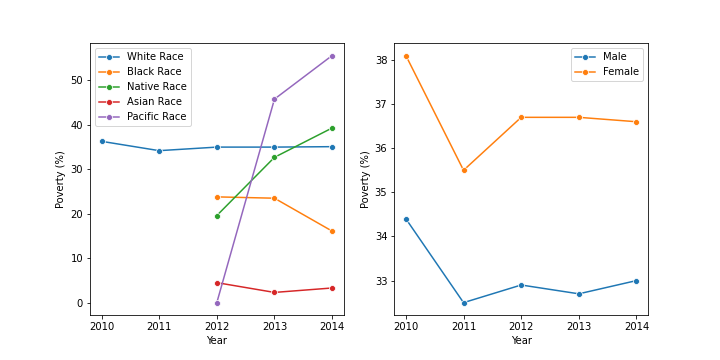 White Race
Black Race
Native Race
Asian Race
Pacific Race
50
40
30
20
10
0
Poverty (%)
2010 2011 2012 2013 2014
Year
Male
Female
38
37
36
35
34
33
Poverty (%)
2010 2011 2012 2013 2014
Year